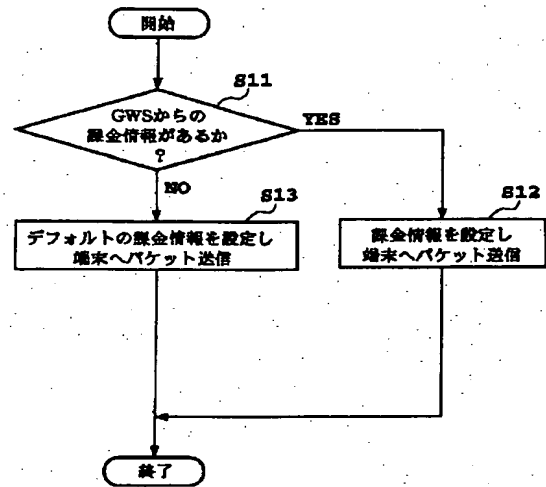 開始
S11
GWSからの
課金情報があるか
?
YES
NO
S13
デフォルトの課金情報を設定し
端末へパケット送信
S12
課金情報を設定し
端末へパケット送信
終了